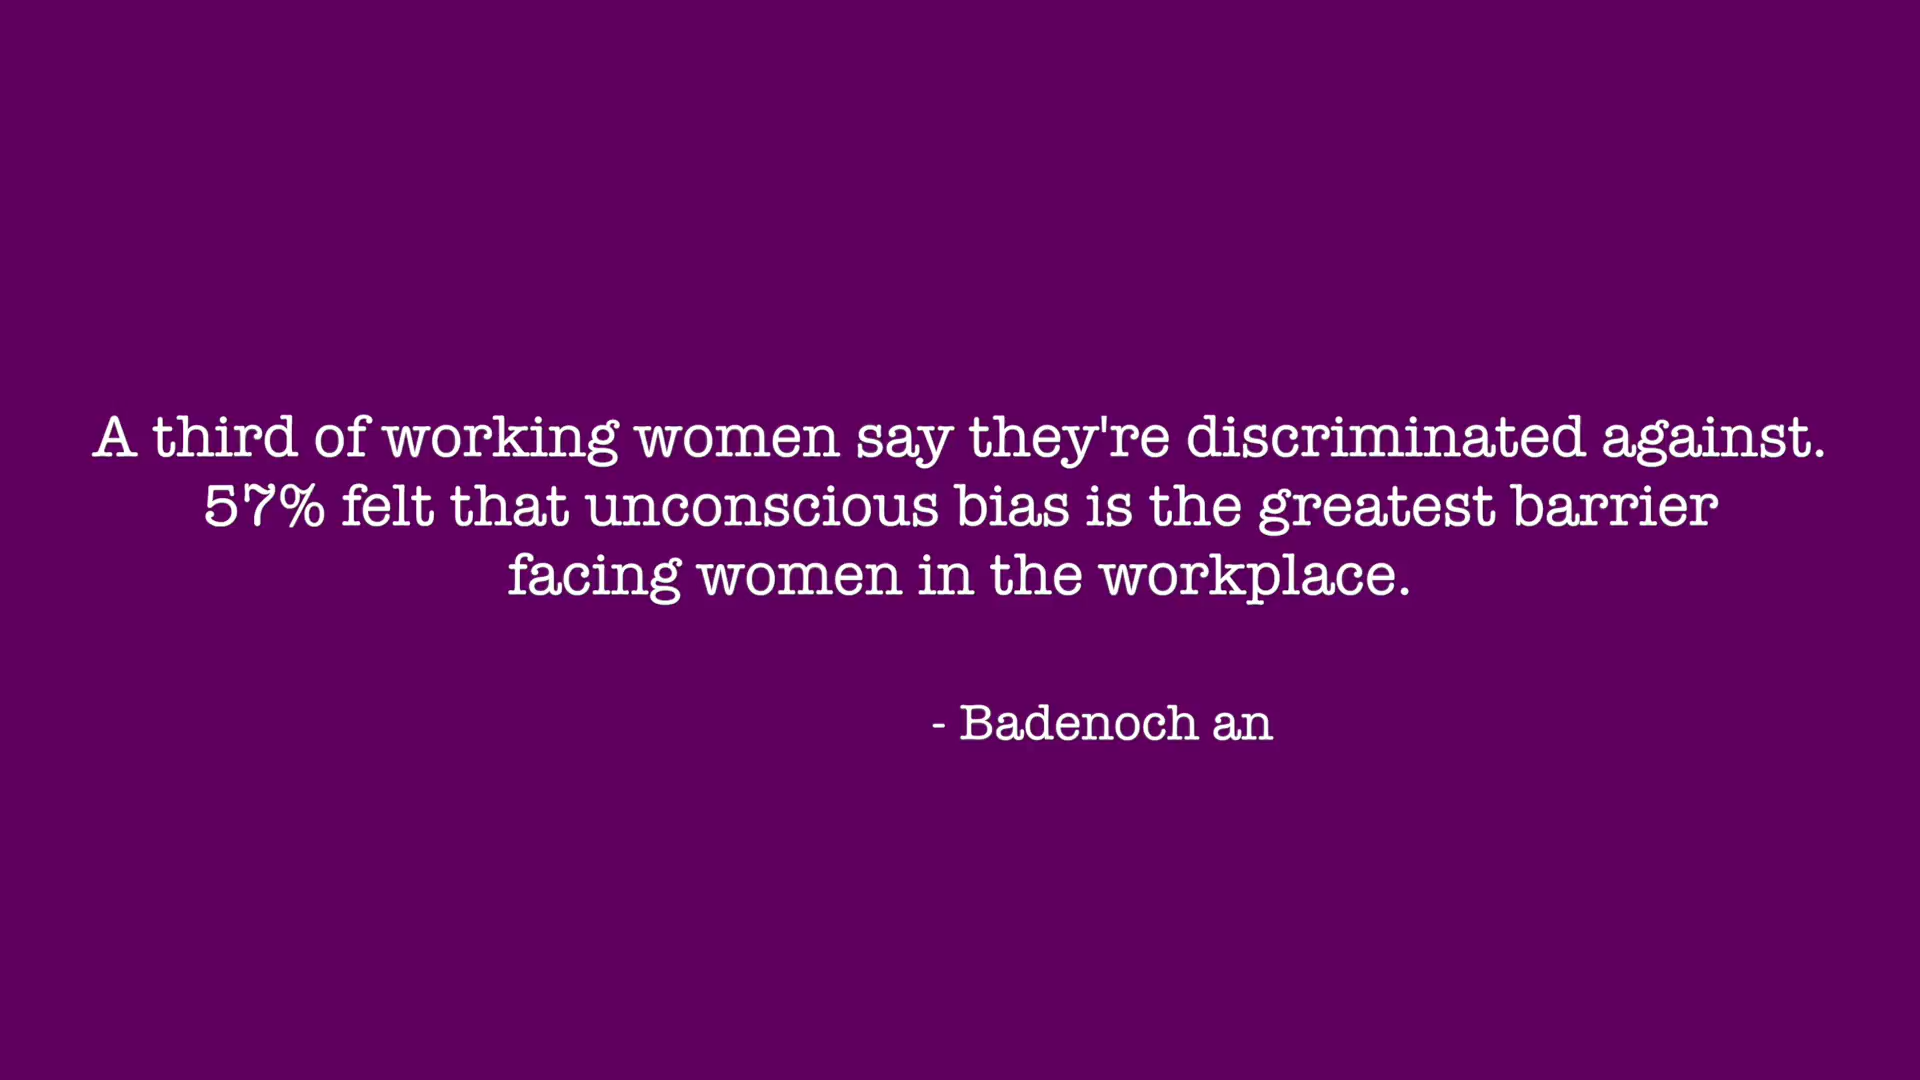 A third of working women say they're discriminated against.
57% felt that unconscious bias is the greatest barrier
facing women in the workplace.
- Badenoch an